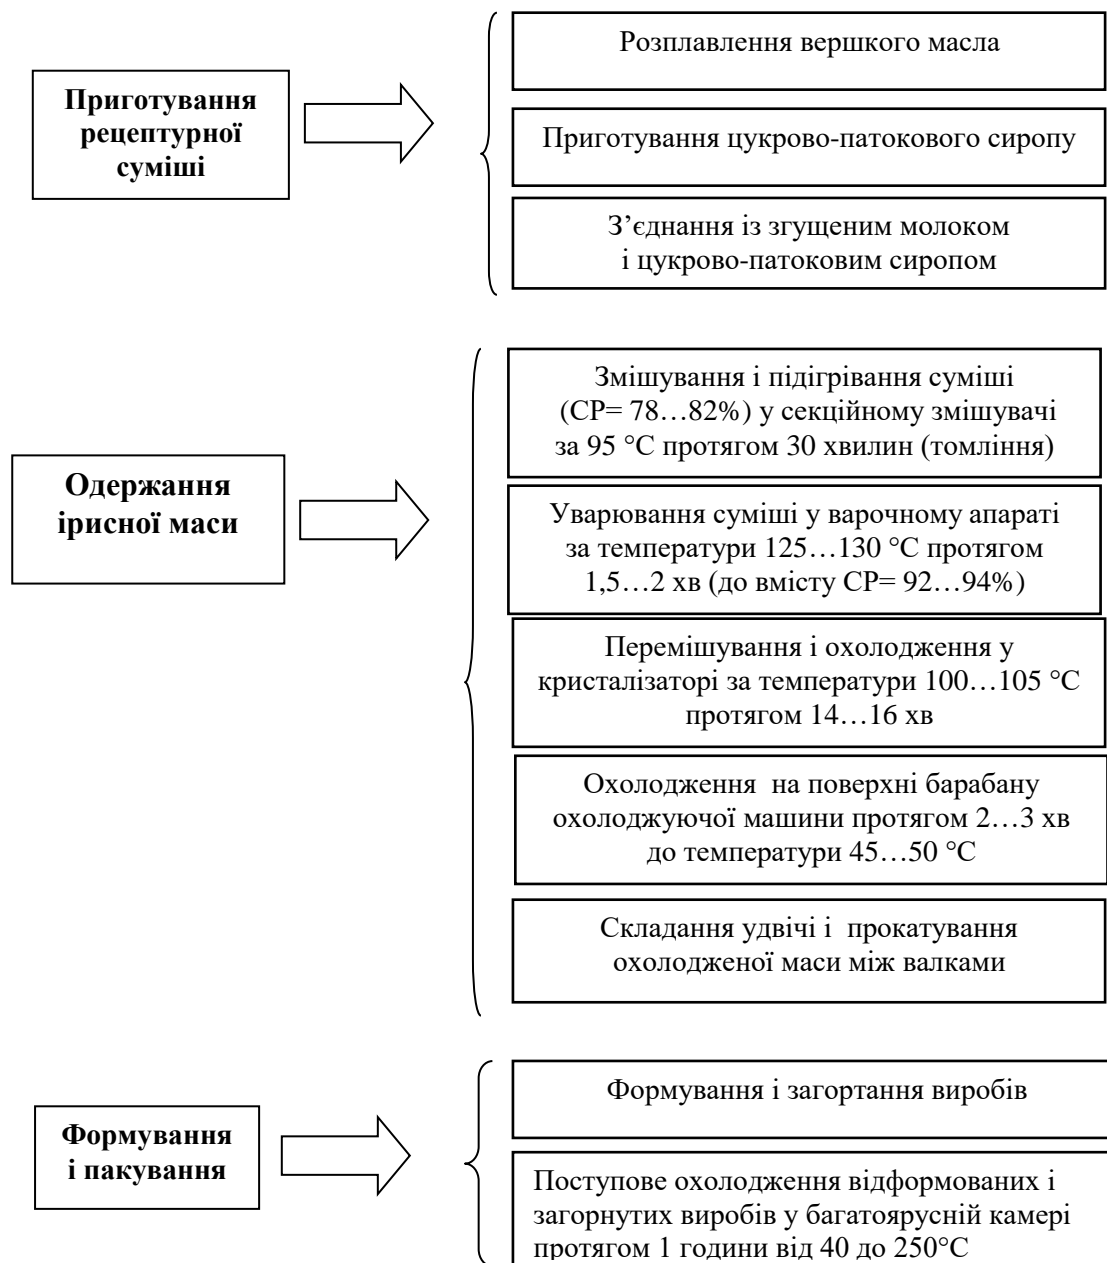 Приготування
рецептурної
суміші
Розплавлення вершкого масла
Приготування цукрово-патокового сиропу
З’єднання із згущеним молоком
і цукрово-патоковим сиропом
Одержання
ірисної маси
Змішування і підігрівання суміші
(СР= 78…82%) у секційному змішувачі
за 95 °С протягом 30 хвилин (томління)
Уварювання суміші у варочному апараті
за температури 125…130 °С протягом
1,5…2 хв (до вмісту СР= 92…94%)
Перемішування і охолодження у
кристалізаторі за температури 100…105 °С
протягом 14…16 хв
Охолодження на поверхні барабану
охолоджуючої машини протягом 2…3 хв
до температури 45…50 °С
Складання удвічі і прокатування
охолодженої маси між валками
Формування
і пакування
Формування і загортання виробів
Поступове охолодження відформованих і
загорнутих виробів у багатоярусній камері
протягом 1 години від 40 до 250°С